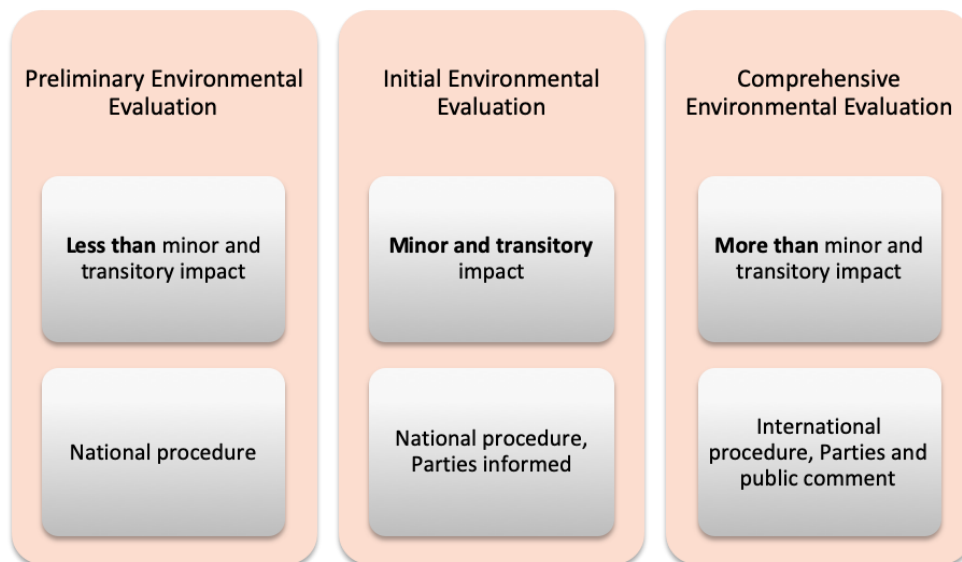 Preliminary Environmental
Evaluation
Less than minor and
transitory impact
National procedure
Initial Environmental
Evaluation
Minor and transitory
impact
National procedure,
Parties informed
Comprehensive
Environmental Evaluation
More than minor and
transitory impact
International
procedure, Parties and
public comment